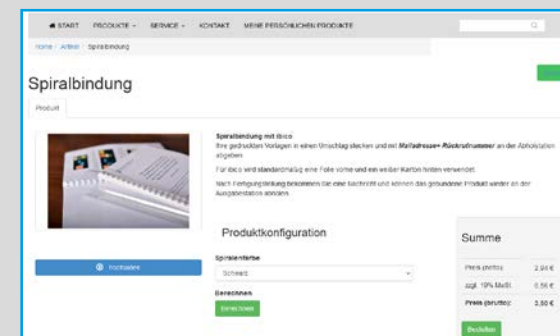 START PRODUKTE SERVICE KONTAKT MEINE PERSÖNLICHEN PRODUKTE
Home / Artikel / Spiralbindung
Spiralbindung
Produkt
Spiralbindung mit ibico
Ihre gedruckten Vorlagen in einen Umschlag stecken und mit Mailadresse+ Rückrufnummer an der Abholstation
abgeben.
Für ibico wird standardmäßig eine Folie vorne und ein weißer Karton hinten verwendet.
Nach Fertigungstellung bekommen Sie eine Nachricht und können das gebundene Produkt wieder an der
Ausgabestation abholen.
Hochladen
Produktkonfiguration
Spiralenfarbe
Schwarz
Berechnen
Berechnen
Summe
Preis (netto): 2,94 €
zzgl. 19% MwSt. 0,56 €
Preis (brutto): 3,50 €
Bestellen